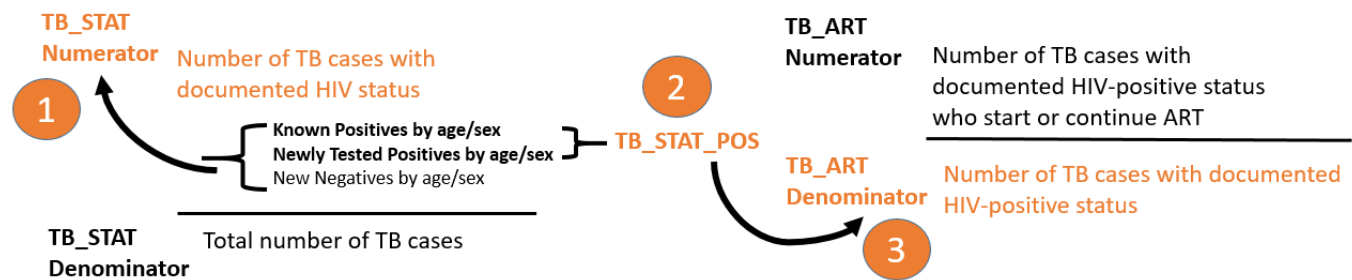 TB_STAT
Numerator
1
Number of TB cases with
documented HIV status
Known Positives by age/sex
Newly Tested Positives by age/sex
New Negatives by age/sex
TB_STAT
Denominator
Total number of TB cases
2
TB_STAT_POS
TB_ART
Numerator
Number of TB cases with
documented HIV-positive status
who start or continue ART
TB_ART
Denominator
3
Number of TB cases with documented
HIV-positive status